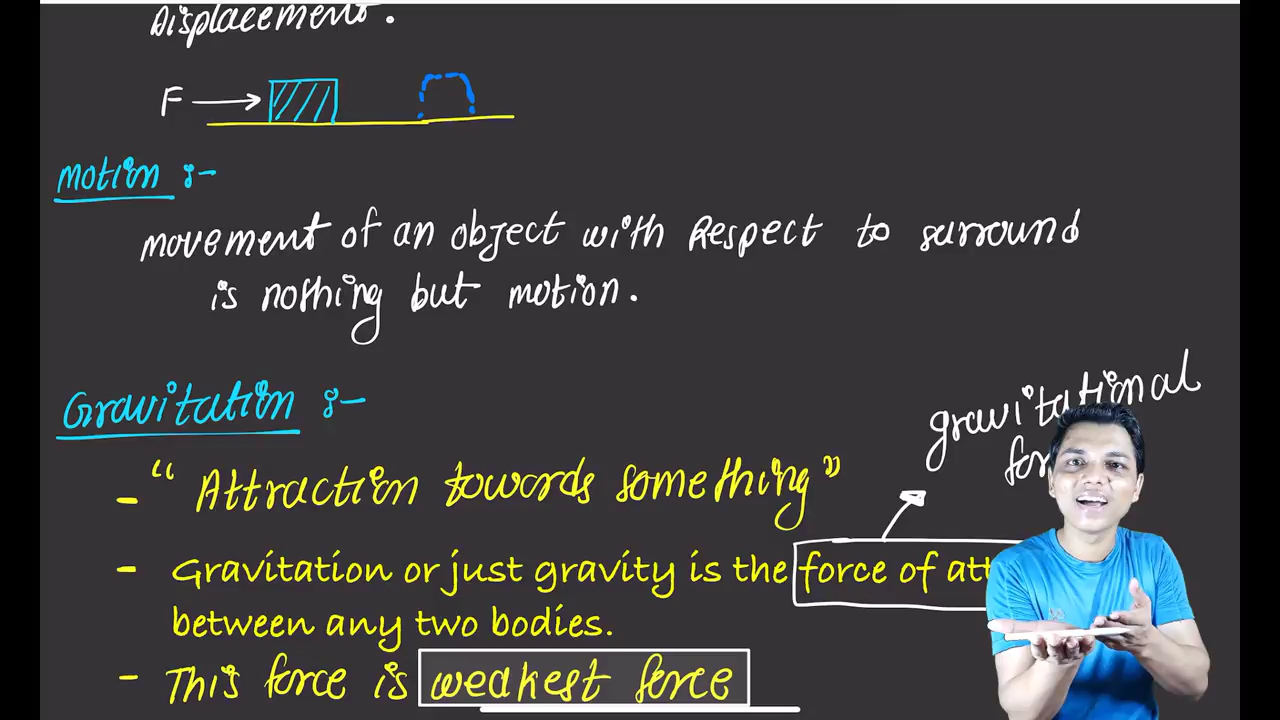 Displacement.
F
Motion :-
Movement of an object with Respect to surround
is nothing but motion.
Gravitation :-
gravitational
- "Attraction towards something"
- Gravitation or just gravity is the force of
between any two bodies.
- This force is weakest force